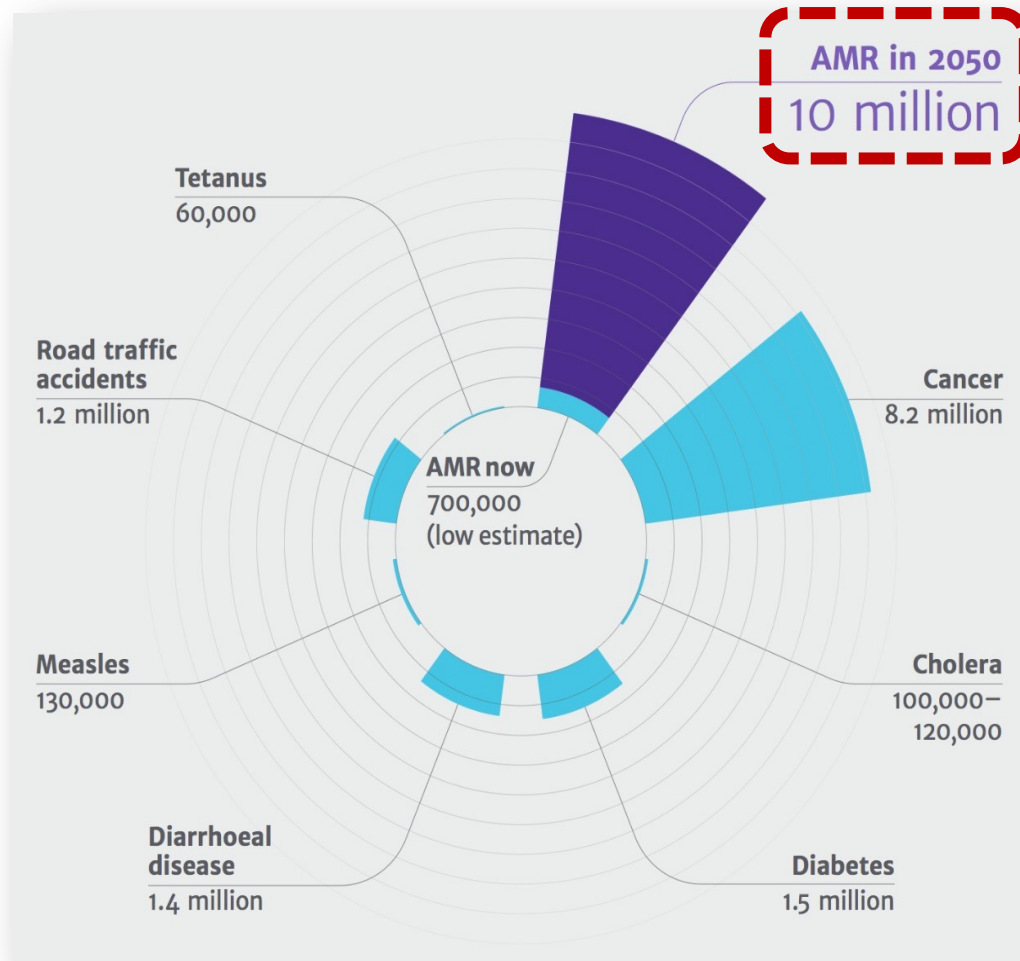 AMR in 2050
10 million
Tetanus
60,000
Road traffic
accidents
1.2 million
Cancer
8.2 million
AMR now
700,000
(low estimate)
Measles
130,000
Cholera
100,000–
120,000
Diarrhoeal
disease
1.4 million
Diabetes
1.5 million